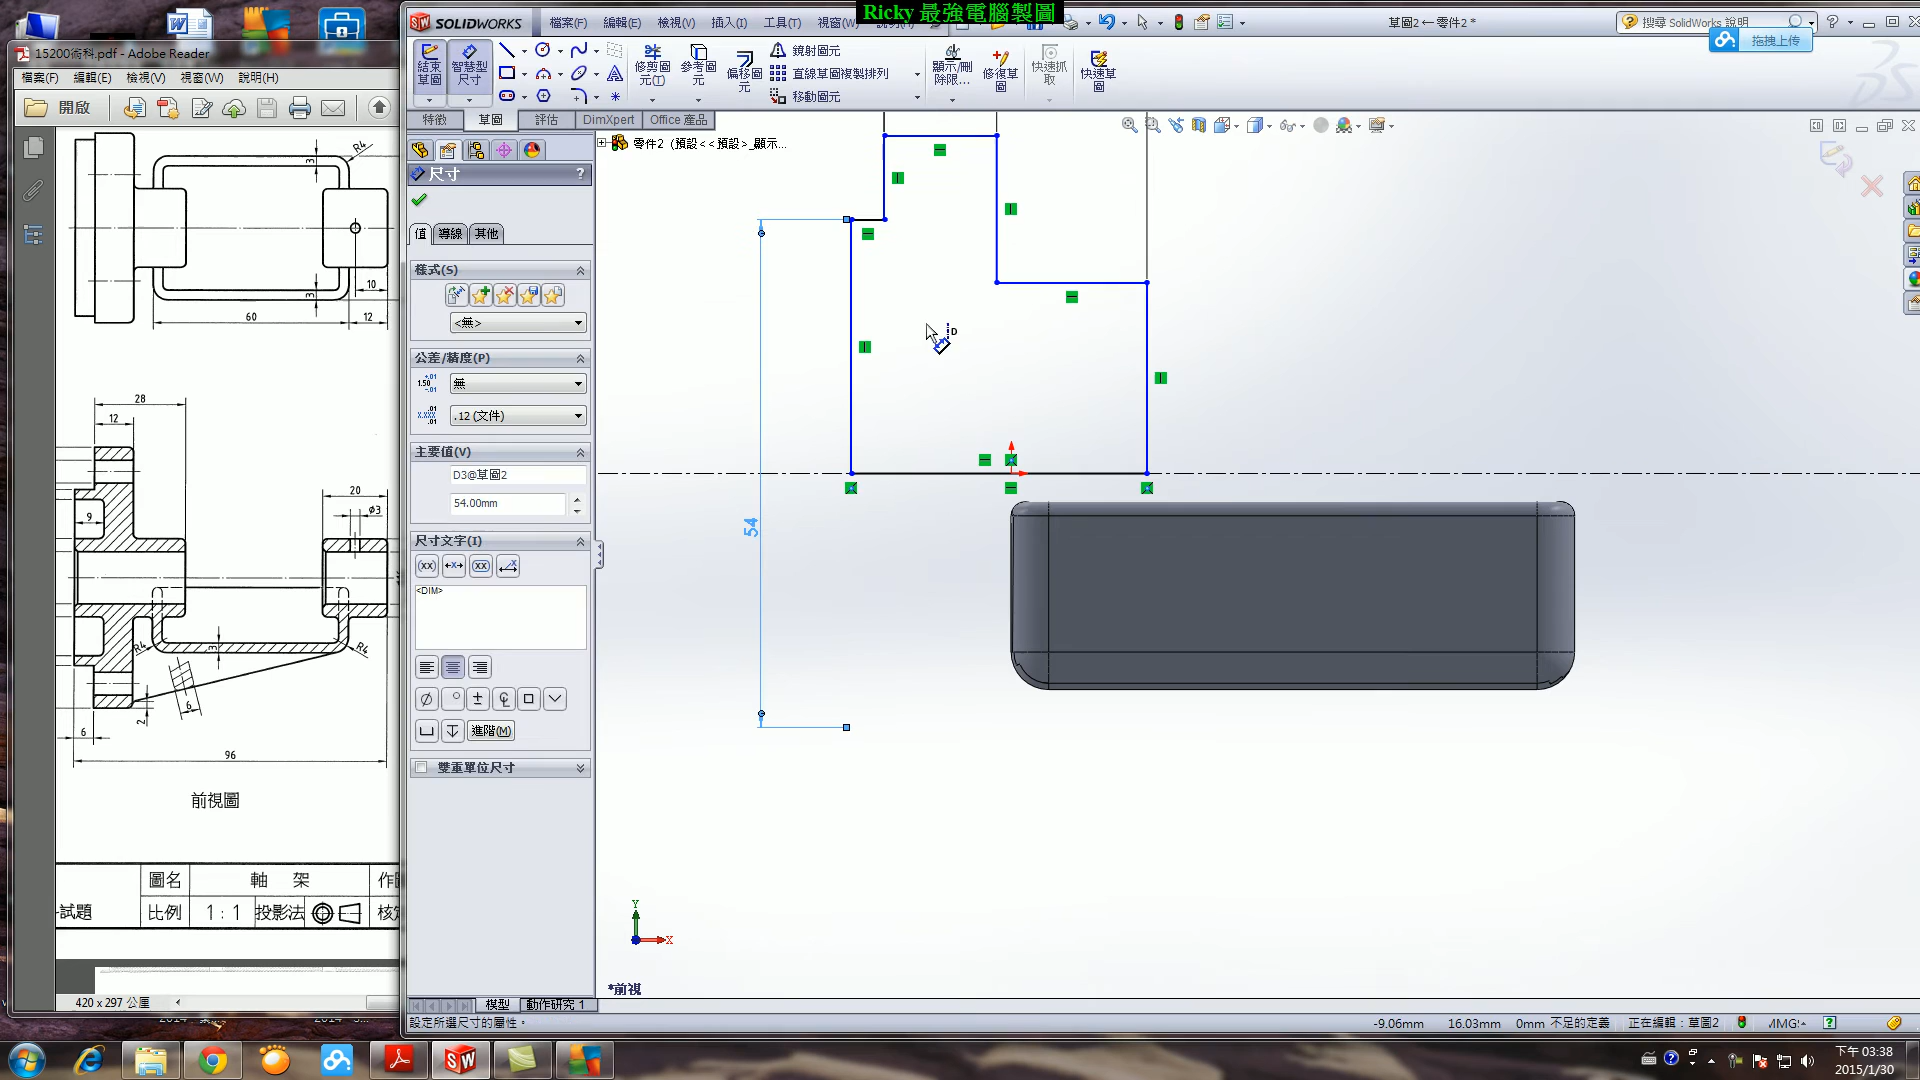 Ricky 最強電腦製圖
15200術科.pdf - Adobe Reader
檔案(F) 編輯(E) 檢視(V) 視窗(W) 說明(H)
開啟
R4
3
3
10
60
12
28
12
20
φ3
9
R4
3
R4
6
2
6
96
前視圖
圖名 軸 架
試題 比例 1 : 1 投影法
420 x 297 公厘
SOLIDWORKS 檔案(F) 編輯(E) 檢視(V) 插入(I) 工具(T)
草圖2 ← 零件2 *
搜尋 SolidWorks 說明
拖拽上传
結束草圖
智慧型尺寸
修剪圖元(T)
參考圖元
偏移圖元
鏡射圖元
直線草圖複製排列
移動圖元
顯示/刪除限...
修復草圖
快速抓取
快速草圖
特徵 草圖 評估 DimXpert Office 產品
零件2 (預設<<預設>_顯示...
尺寸 ?
值 導線 其他
樣式(S)
<無>
公差/精度(P)
無
.12 (文件)
主要值(V)
D3@草圖2
54.00mm
尺寸文字(I)
<DIM>
進階(M)
雙重單位尺寸
54
D
Y
X
*前視
模型 動作研究 1
設定所選尺寸的屬性。
-9.06mm 16.03mm 0mm 不足的定義 正在編輯 : 草圖2
下午 03:38
2015/1/30